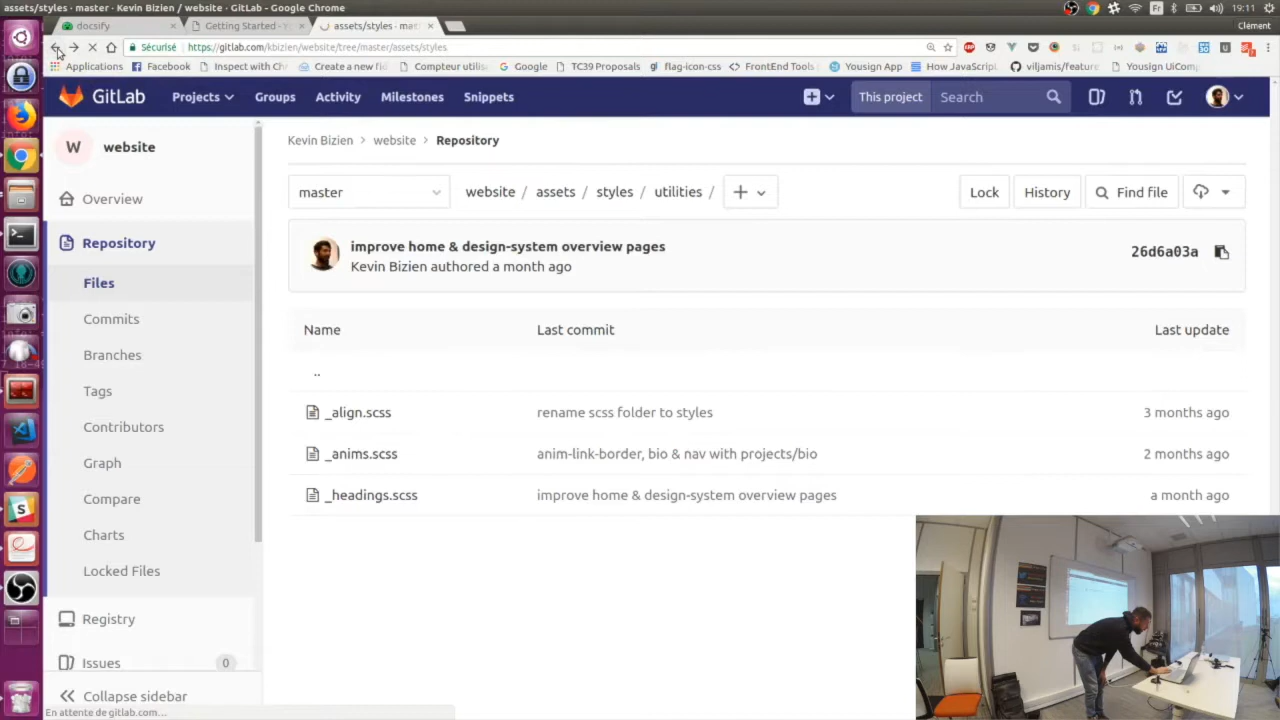 assets/styles · master · Kevin Bizien / website · GitLab - Google Chrome
Fr
19:11
docsify
Getting Started
assets/styles · mas
Clément
Sécurisé
https://gitlab.com/kbizien/website/tree/master/assets/styles
Applications
Facebook
Inspect with Ch
Create a new fi
Compteur utilis
Google
TC39 Proposals
flag-icon-css
FrontEnd Tools
Yousign App
How JavaScript
viljamis/feature
Yousign UiComp
GitLab
Projects
Groups
Activity
Milestones
Snippets
This project
Search
W
website
Overview
Repository
Files
Commits
Branches
Tags
Contributors
Graph
Compare
Charts
Locked Files
Registry
Issues
0
Collapse sidebar
Kevin Bizien > website > Repository
master
website / assets / styles / utilities /
Lock
History
Find file
improve home & design-system overview pages
Kevin Bizien authored a month ago
26d6a03a
Name
Last commit
Last update
..
_align.scss
rename scss folder to styles
3 months ago
_anims.scss
anim-link-border, bio & nav with projects/bio
2 months ago
_headings.scss
improve home & design-system overview pages
a month ago
En attente de gitlab.com...